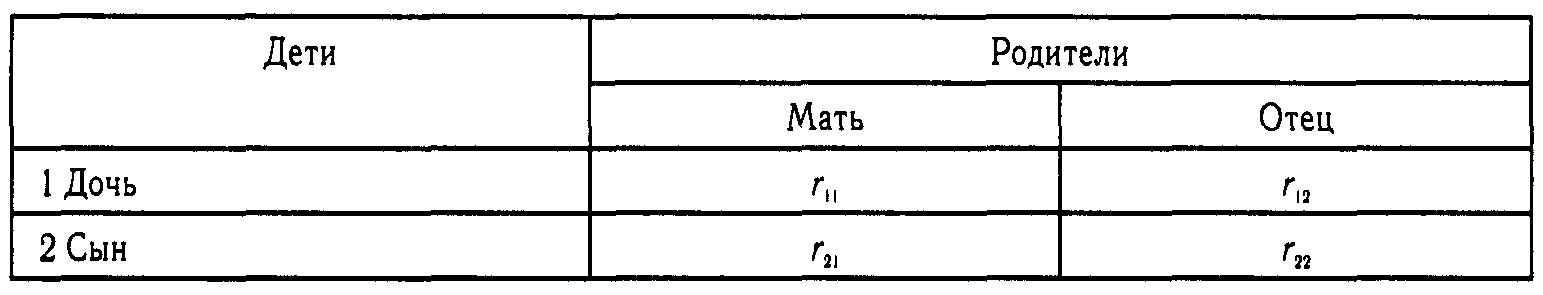 Дети Родители
Мать Отец
1 Дочь r₁₁ r₁₂
2 Сын r₂₁ r₂₂